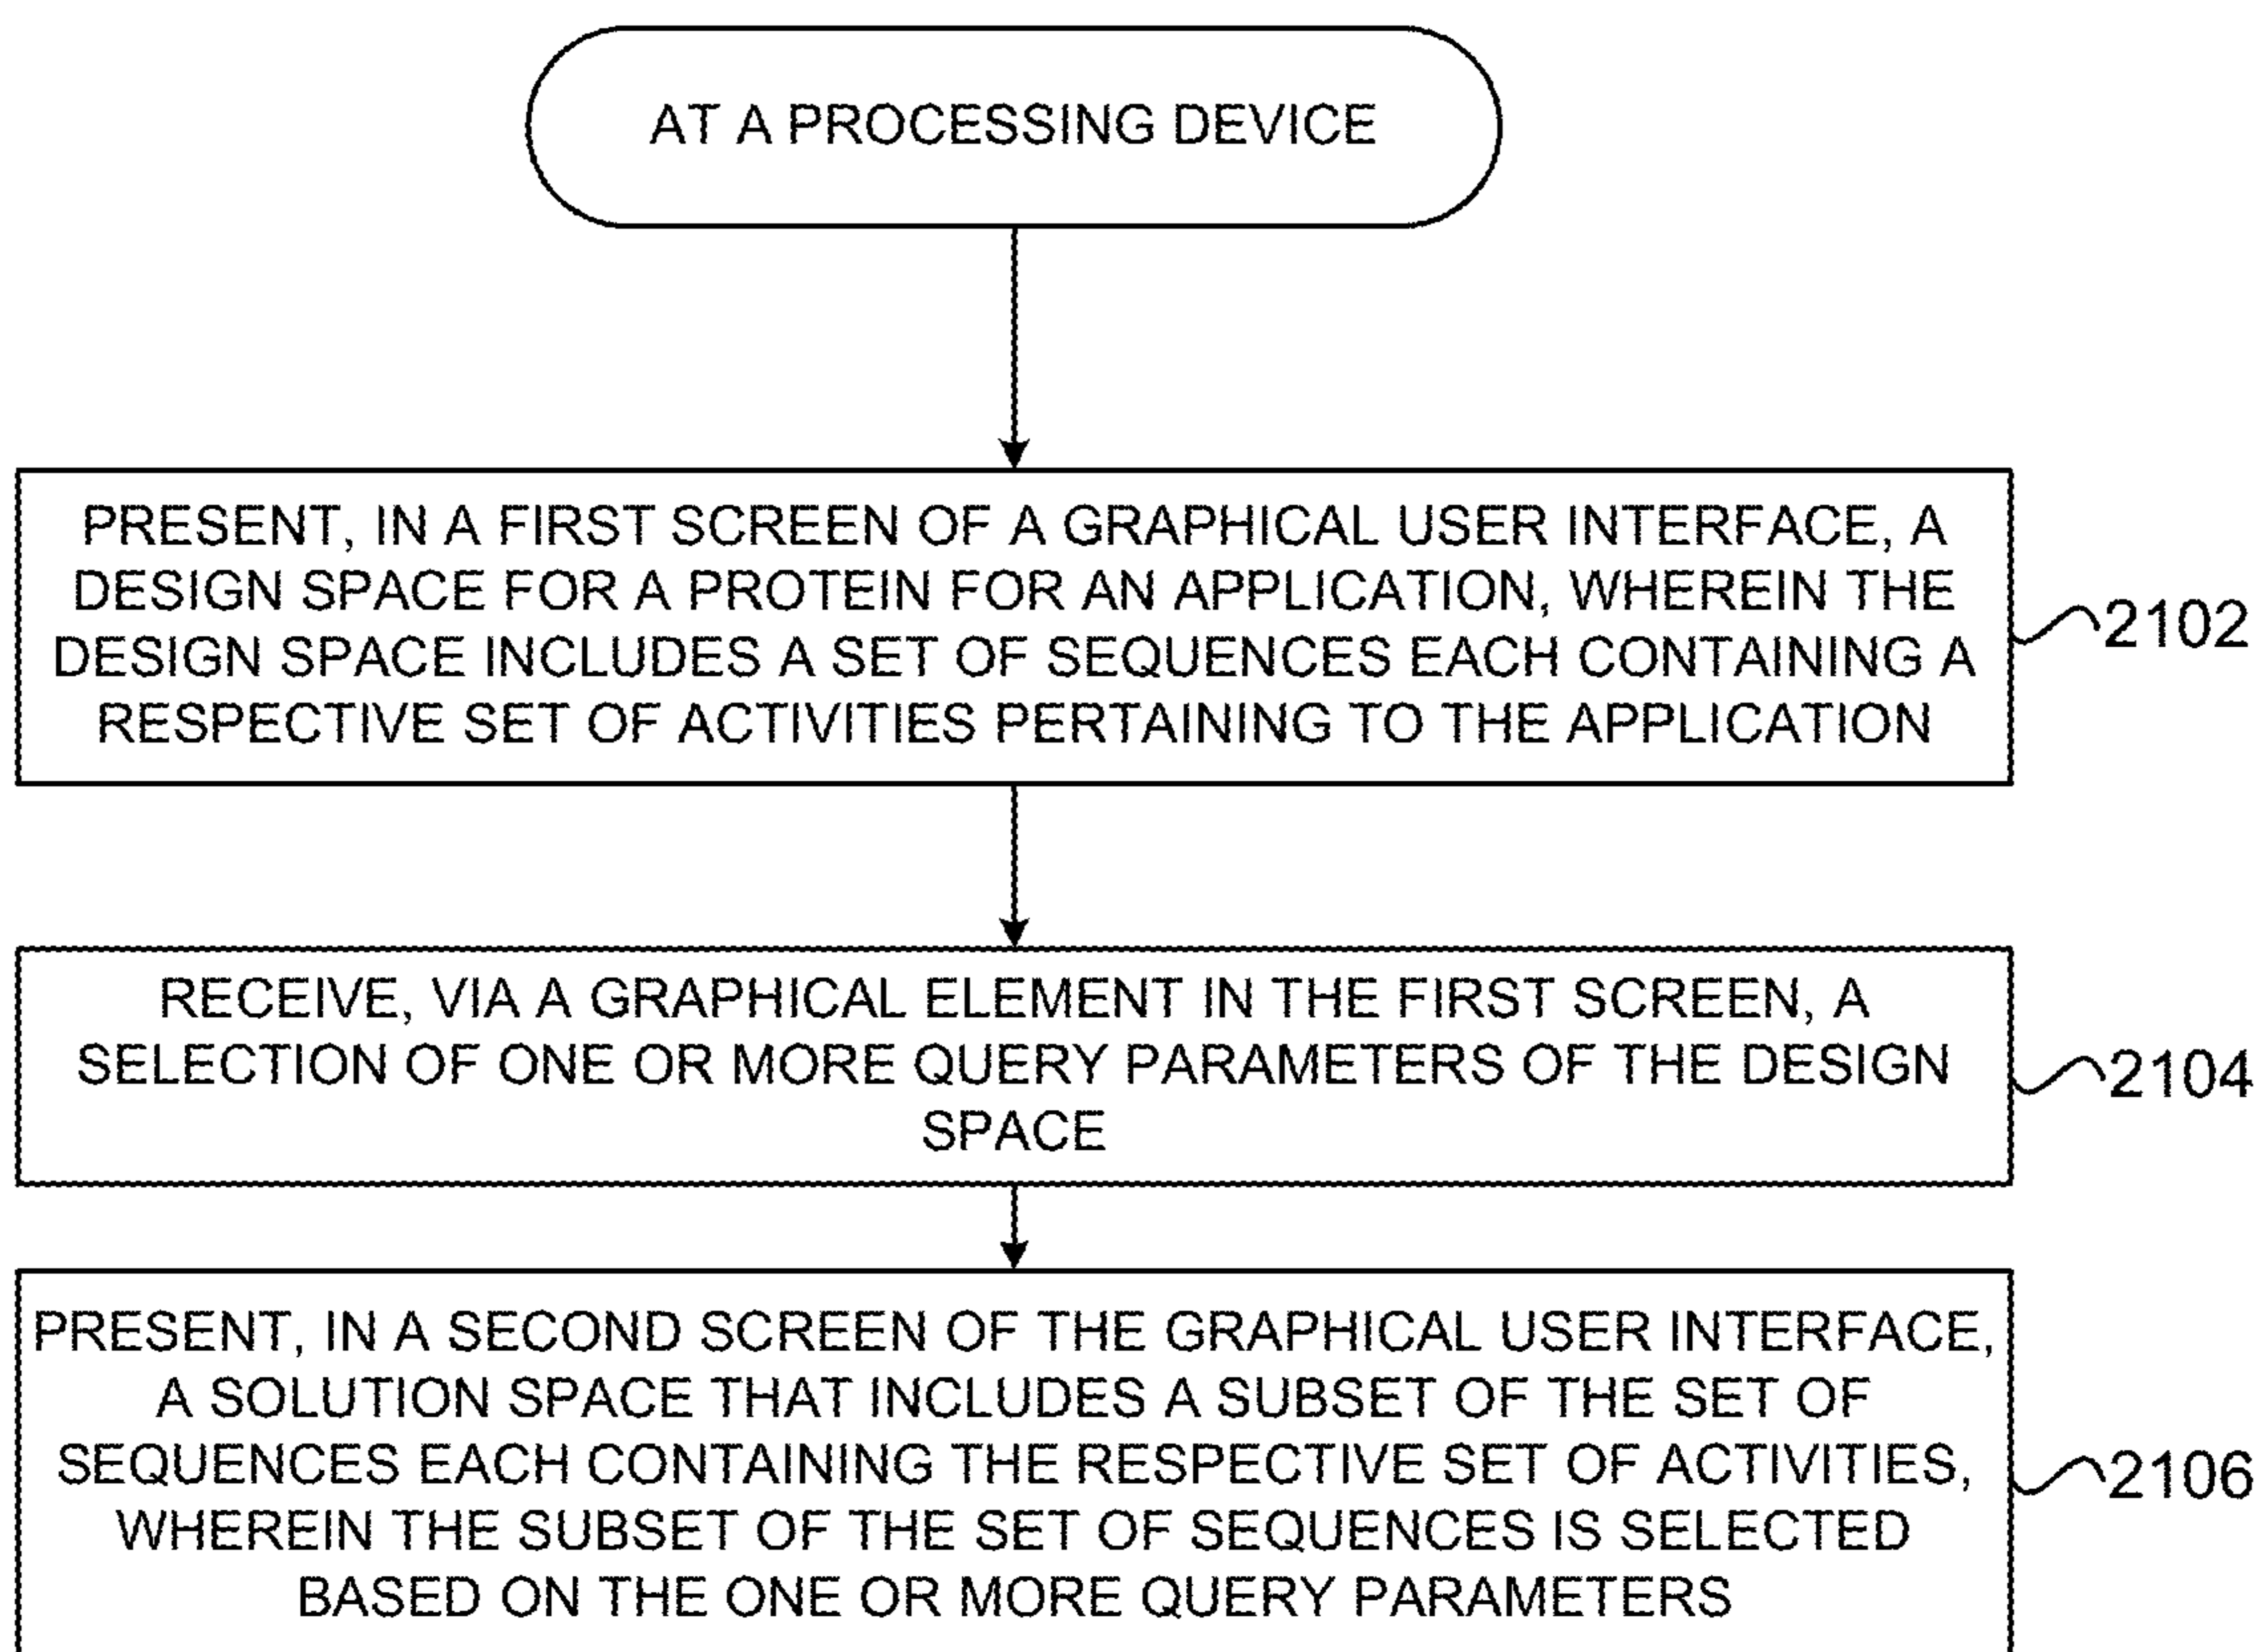 AT A PROCESSING DEVICE
PRESENT, IN A FIRST SCREEN OF A GRAPHICAL USER INTERFACE, A
DESIGN SPACE FOR A PROTEIN FOR AN APPLICATION, WHEREIN THE
DESIGN SPACE INCLUDES A SET OF SEQUENCES EACH CONTAINING A
RESPECTIVE SET OF ACTIVITIES PERTAINING TO THE APPLICATION
2102
RECEIVE, VIA A GRAPHICAL ELEMENT IN THE FIRST SCREEN, A
SELECTION OF ONE OR MORE QUERY PARAMETERS OF THE DESIGN
SPACE
2104
PRESENT, IN A SECOND SCREEN OF THE GRAPHICAL USER INTERFACE,
A SOLUTION SPACE THAT INCLUDES A SUBSET OF THE SET OF
SEQUENCES EACH CONTAINING THE RESPECTIVE SET OF ACTIVITIES,
WHEREIN THE SUBSET OF THE SET OF SEQUENCES IS SELECTED
BASED ON THE ONE OR MORE QUERY PARAMETERS
2106